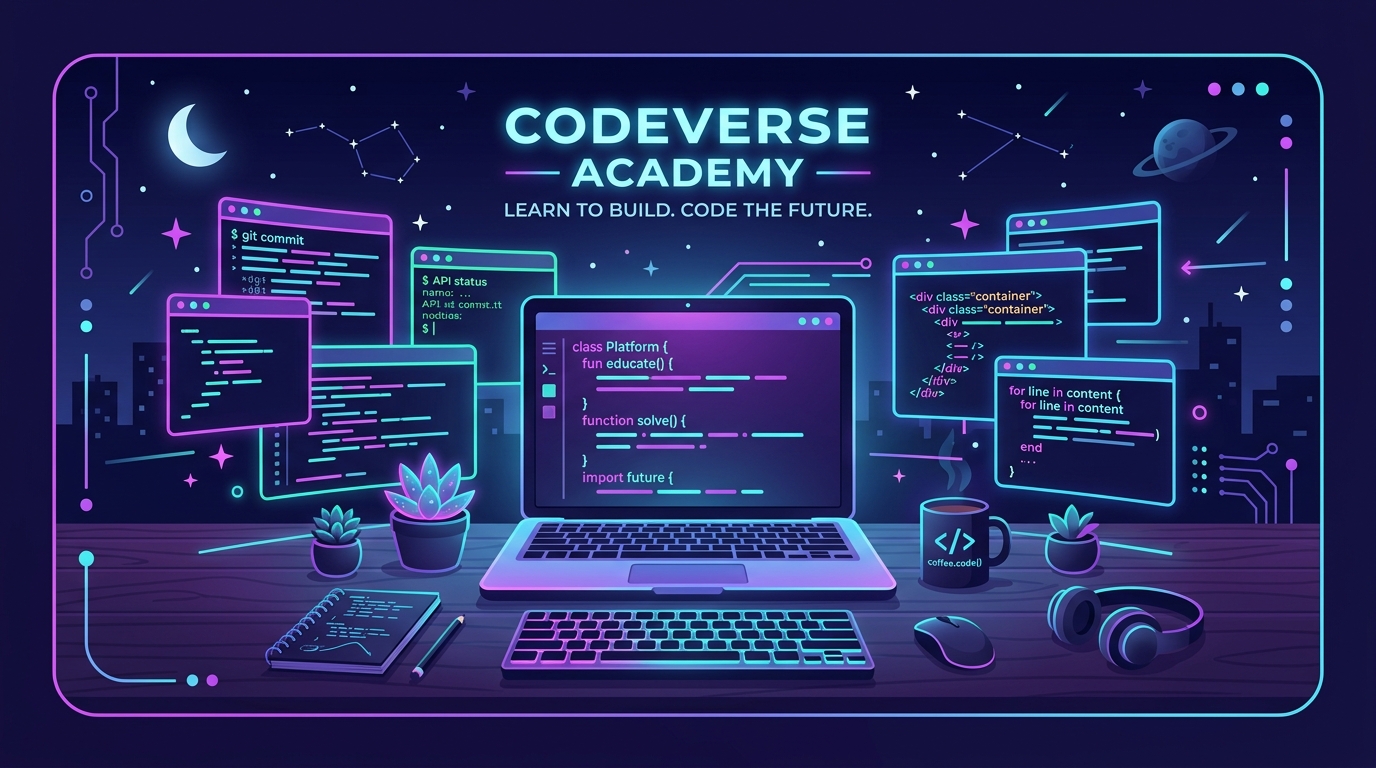 CODEVERSE
ACADEMY
LEARN TO BUILD. CODE THE FUTURE.
$ git commit
$ API status
$
class Platform {
fun educate() {
}
function solve() {
}
import future {
<div class="container">
<div class="container">
<div
>
</div>
for line in content {
for line in content
)
end
...
}
</>
coffee.code()